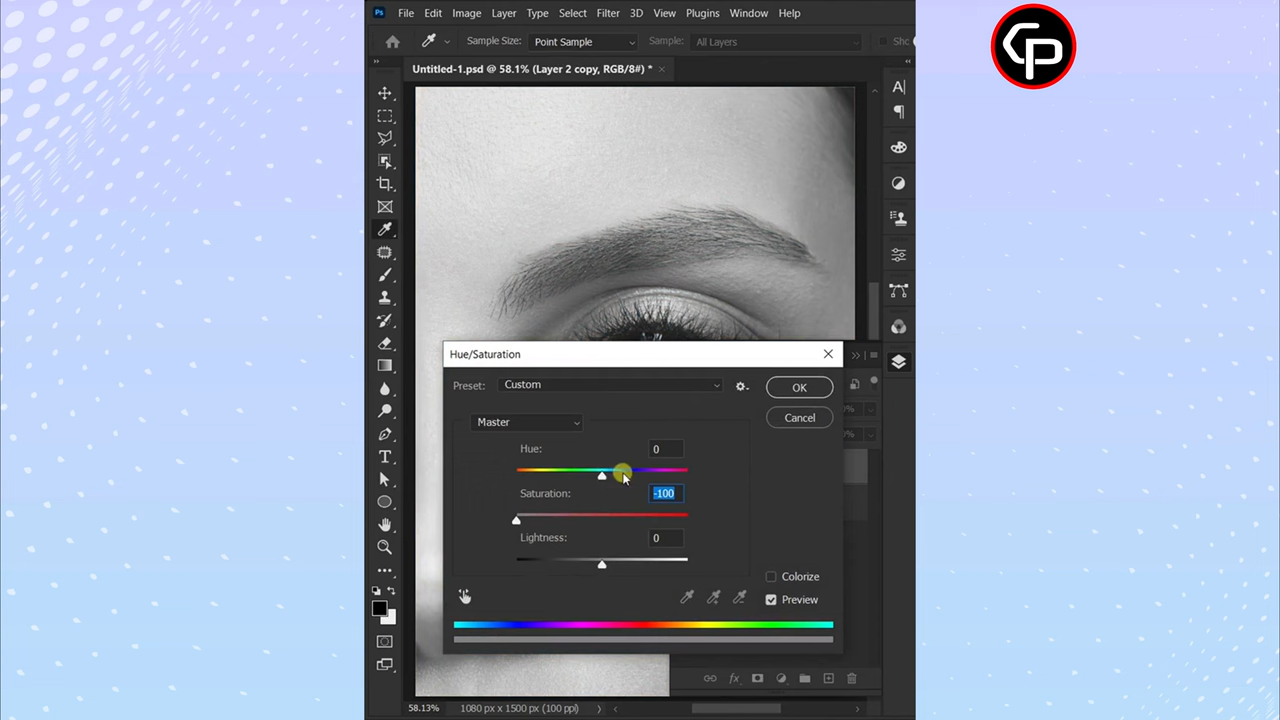 Ps File Edit Image Layer Type Select Filter 3D View Plugins Window Help
Sample Size: Point Sample Sample: All Layers Shc
Untitled-1.psd @ 58.1% (Layer 2 copy, RGB/8#) *
Hue/Saturation
Preset: Custom
OK
Cancel
Master
Hue: 0
Saturation: -100
Lightness: 0
Colorize
Preview
fx
58.13% 1080 px x 1500 px (100 ppi)